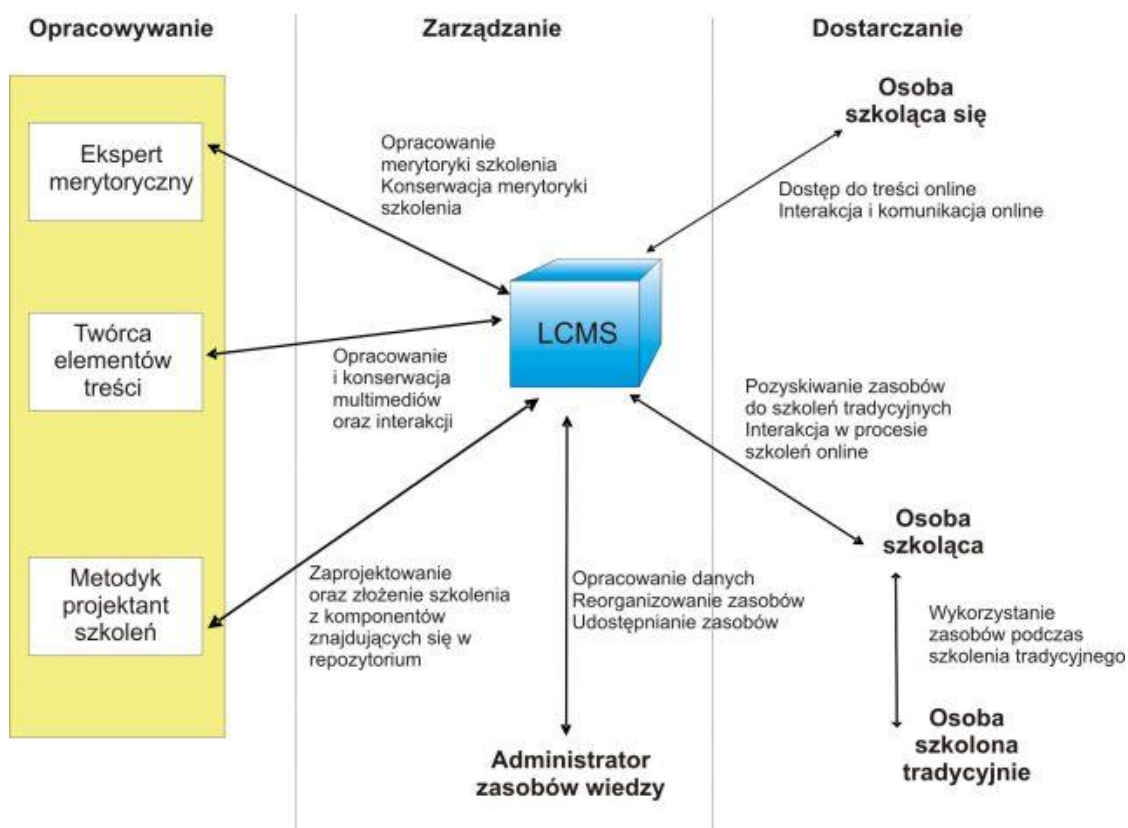 Opracowywanie
Zarządzanie
Dostarczanie
Ekspert
merytoryczny
Twórca
elementów
treści
Metodyk
projektant
szkoleń
Opracowanie
merytoryki szkolenia
Konserwacja merytoryki
szkolenia
LCMS
Opracowanie
i konserwacja
multimediów
oraz interakcji
Zaprojektowanie
oraz złożenie szkolenia
z komponentów
znajdujących się w
repozytorium
Opracowanie danych
Reorganizowanie zasobów
Udostępnianie zasobów
Administrator
zasobów wiedzy
Osoba
szkoląca się
Dostęp do treści online
Interakcja i komunikacja online
Pozyskiwanie zasobów
do szkoleń tradycyjnych
Interakcja w procesie
szkoleń online
Osoba
szkoląca
Wykorzystanie
zasobów podczas
szkolenia tradycyjnego
Osoba
szkolona
tradycyjnie